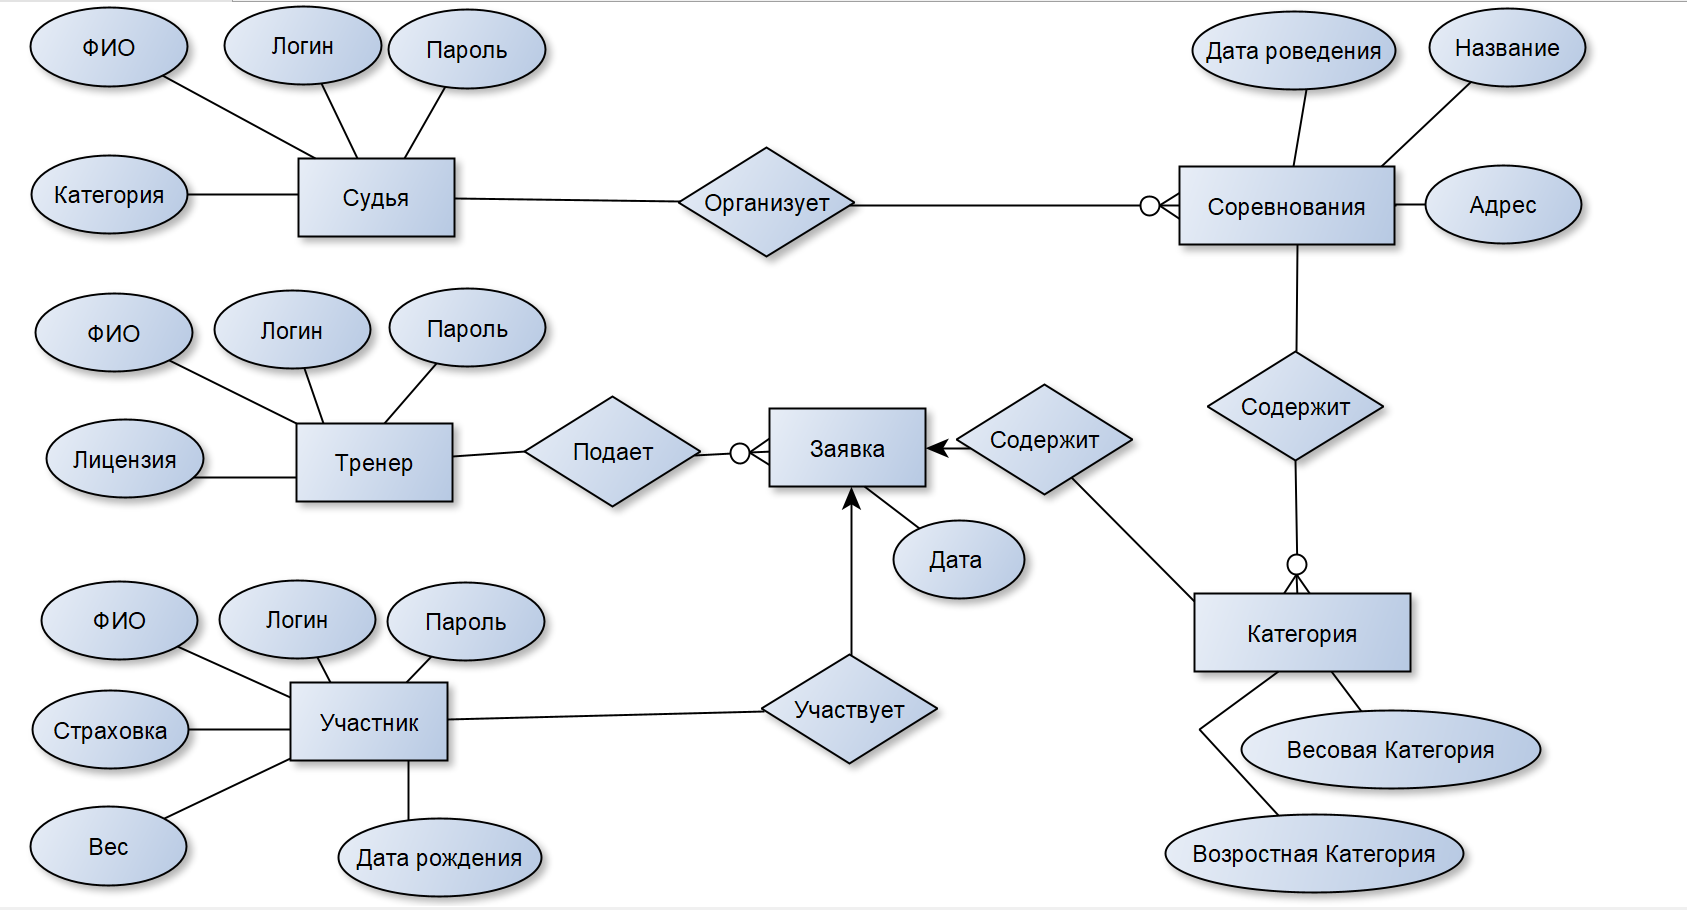 ФИО
Логин
Пароль
Дата роведения
Название
Категория
Судья
Организует
Соревнования
Адрес
ФИО
Логин
Пароль
Лицензия
Тренер
Подает
Заявка
Содержит
Содержит
Дата
ФИО
Логин
Пароль
Категория
Страховка
Участник
Участвует
Весовая Категория
Вес
Дата рождения
Возростная Категория